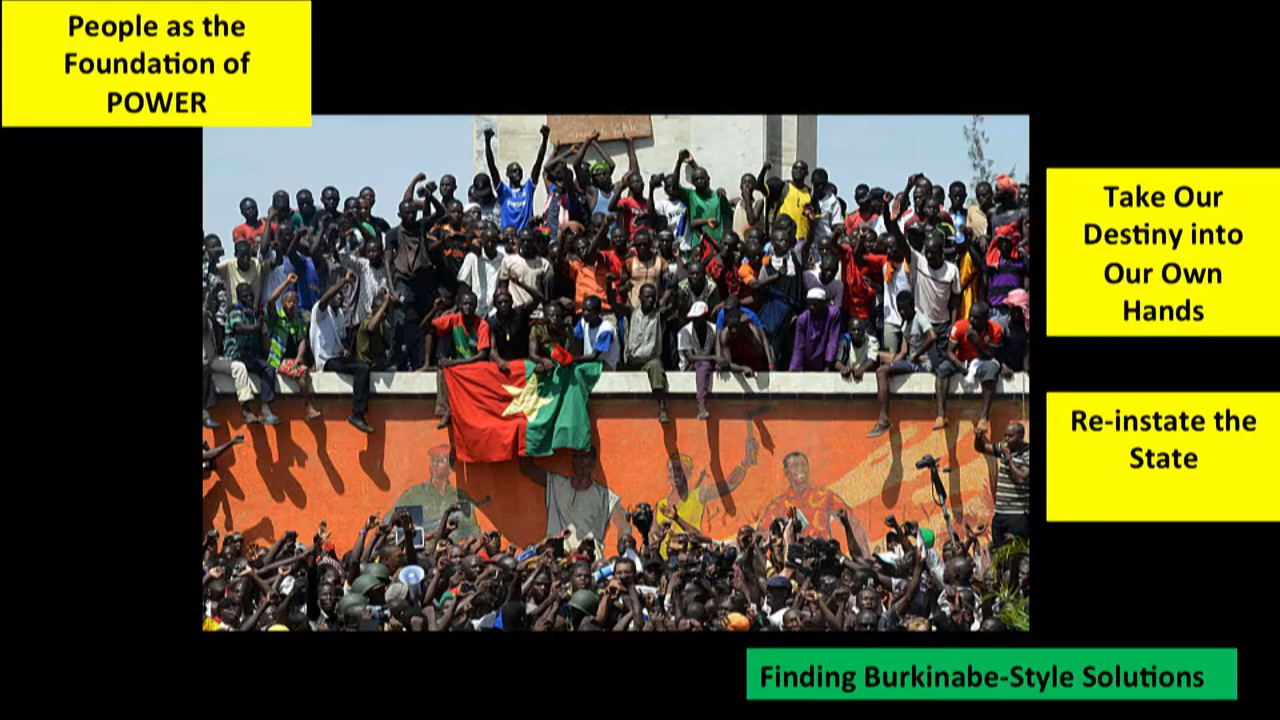 People as the
Foundation of
POWER
Take Our
Destiny into
Our Own
Hands
Re-instate the
State
Finding Burkinabe-Style Solutions